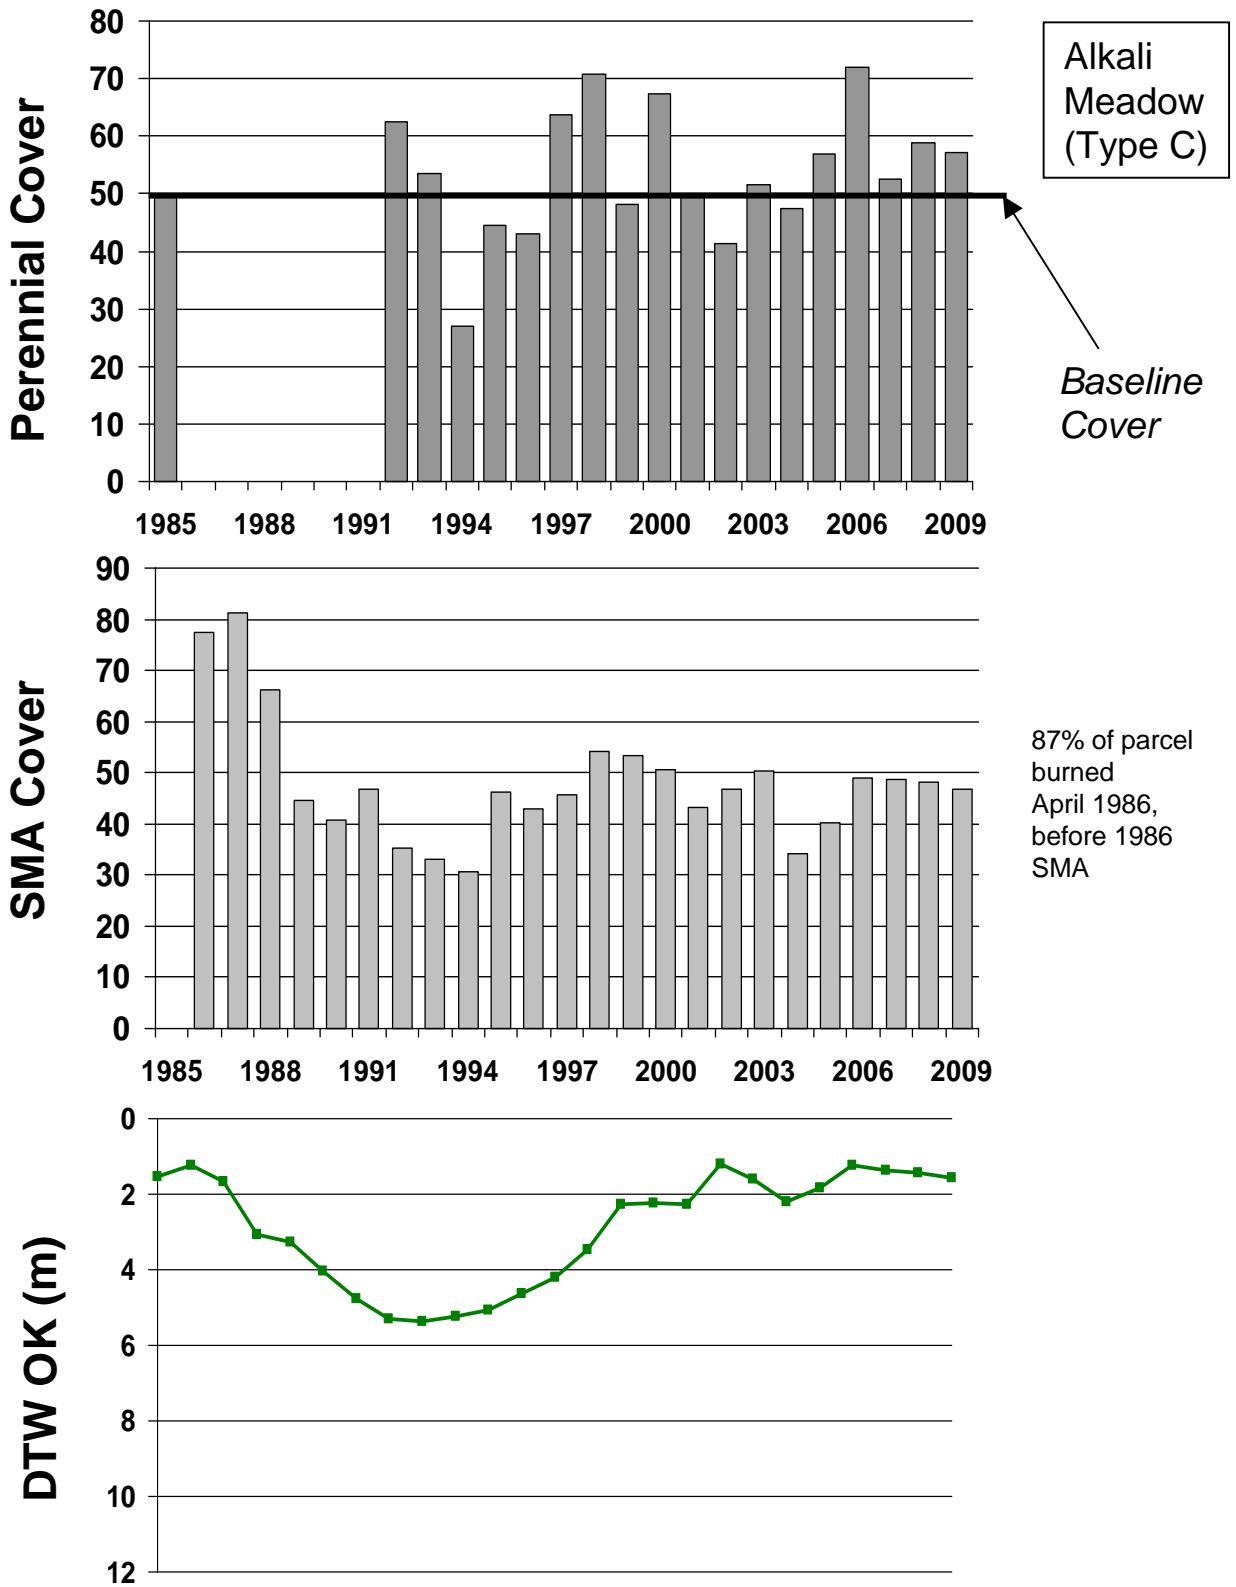 80
70
60
50
40
30
20
10
0
Perennial Cover
1985 1988 1991 1994 1997 2000 2003 2006 2009
Alkali
Meadow
(Type C)
Baseline
Cover
90
80
70
60
50
40
30
20
10
0
SMA Cover
1985 1988 1991 1994 1997 2000 2003 2006 2009
87% of parcel
burned
April 1986,
before 1986
SMA
0
2
4
6
8
10
12
DTW OK (m)